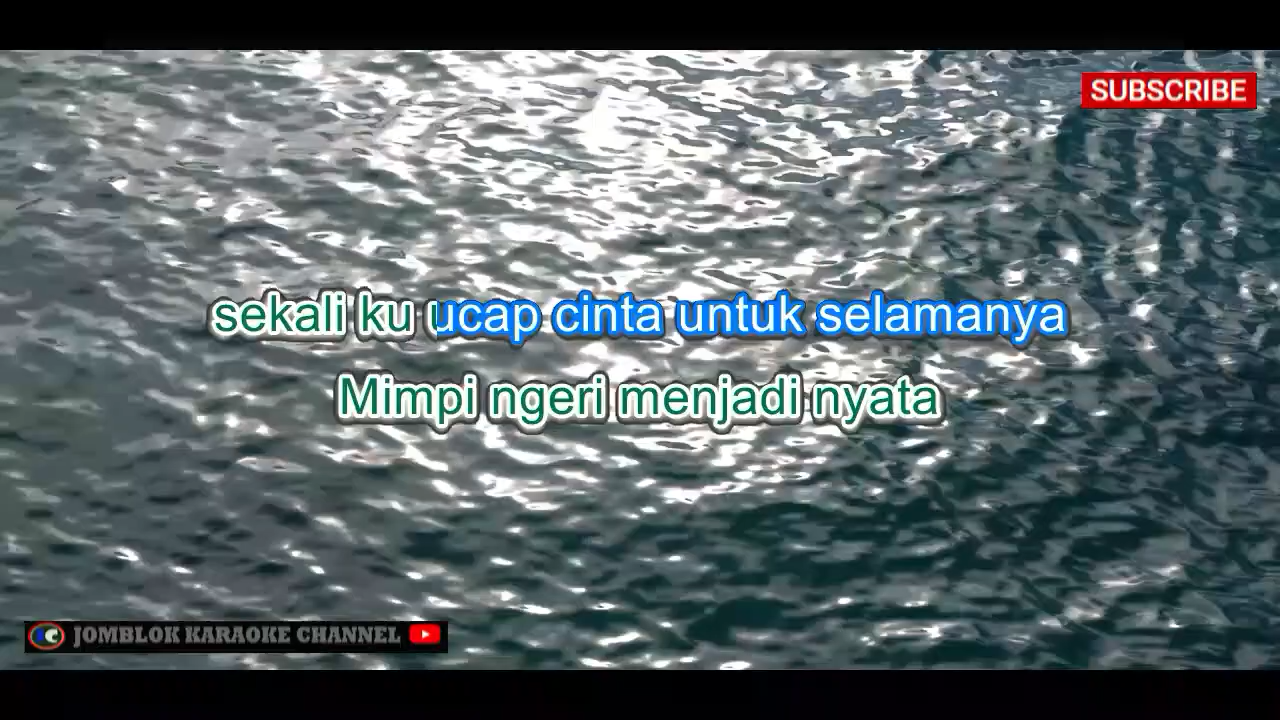 SUBSCRIBE
sekali ku ucap cinta untuk selamanya
Mimpi ngeri menjadi nyata
JOMBLOK KARAOKE CHANNEL